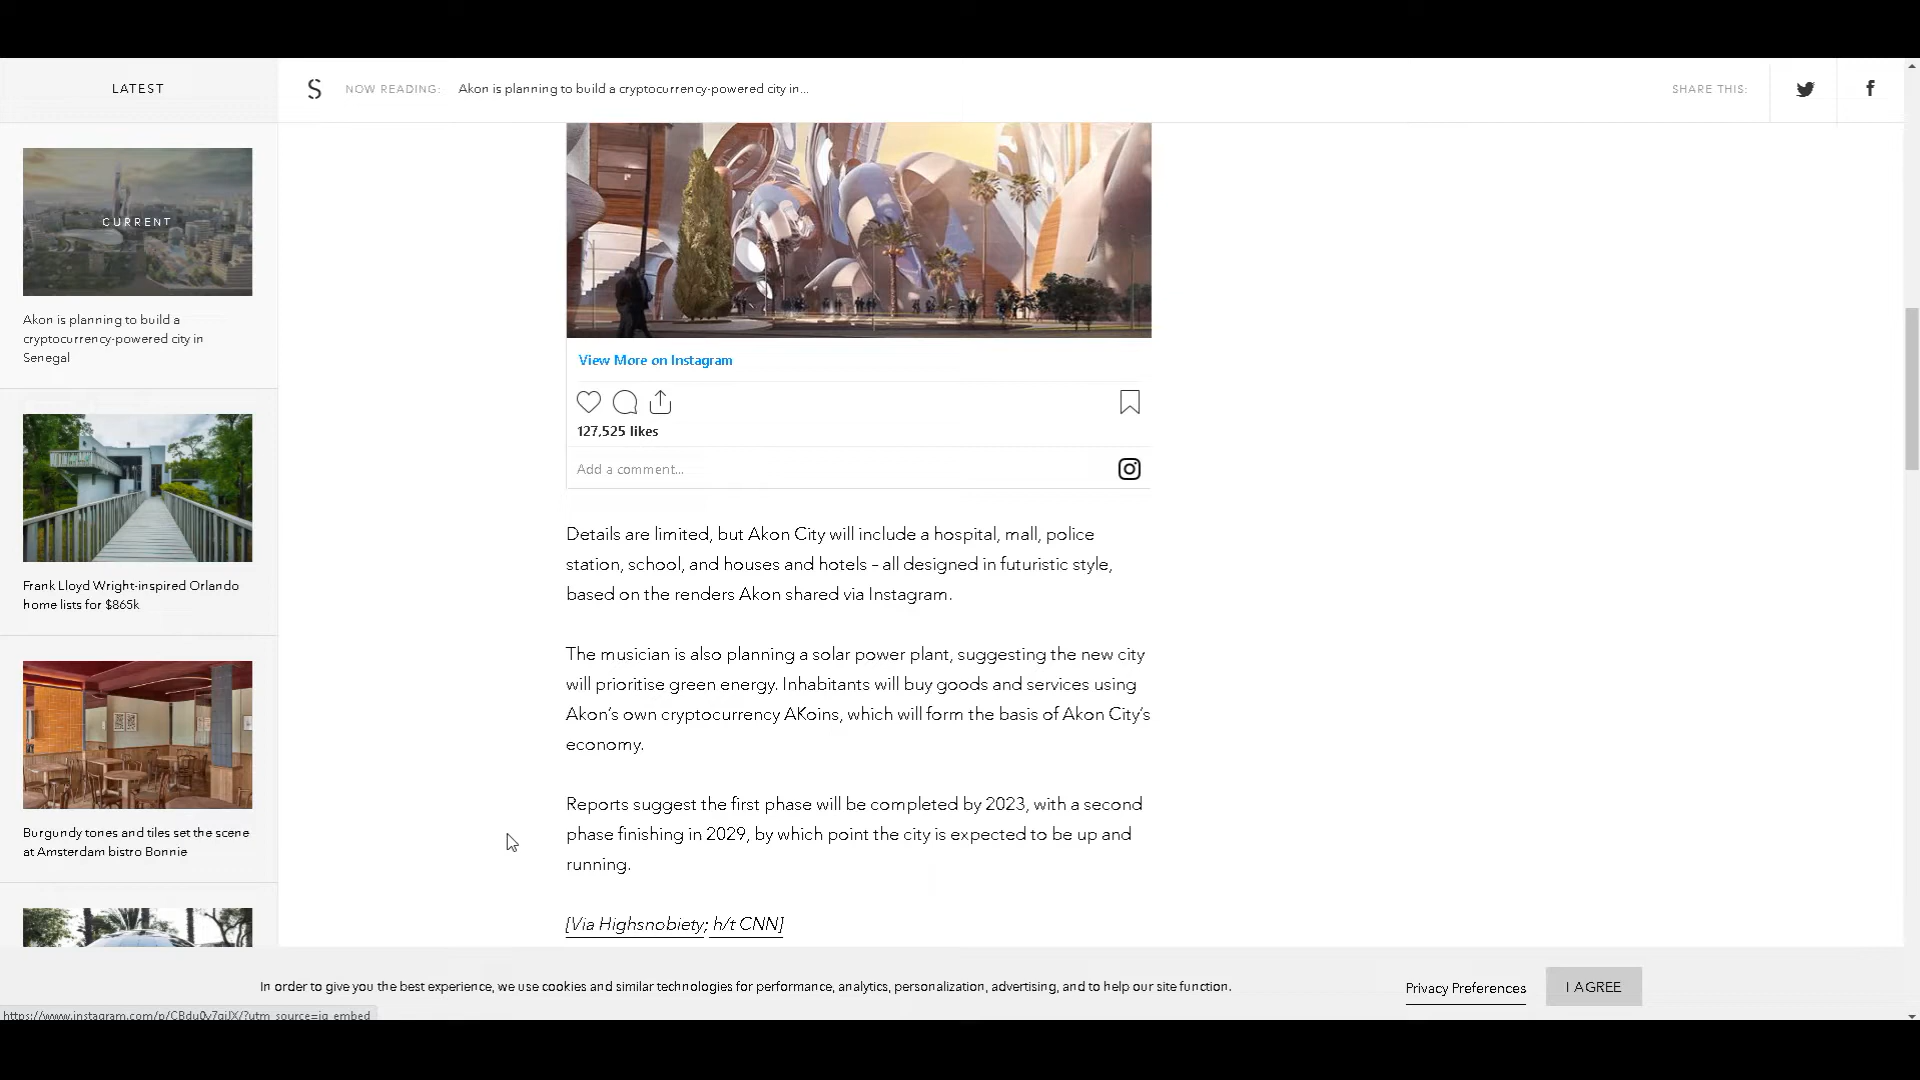 LATEST
S
NOW READING: Akon is planning to build a cryptocurrency-powered city in...
SHARE THIS:
CURRENT
Akon is planning to build a
cryptocurrency-powered city in
Senegal
Frank Lloyd Wright-inspired Orlando
home lists for $865k
Burgundy tones and tiles set the scene
at Amsterdam bistro Bonnie
View More on Instagram
127,525 likes
Add a comment...
Details are limited, but Akon City will include a hospital, mall, police
station, school, and houses and hotels – all designed in futuristic style,
based on the renders Akon shared via Instagram.
The musician is also planning a solar power plant, suggesting the new city
will prioritise green energy. Inhabitants will buy goods and services using
Akon's own cryptocurrency AKoins, which will form the basis of Akon City's
economy.
Reports suggest the first phase will be completed by 2023, with a second
phase finishing in 2029, by which point the city is expected to be up and
running.
[Via Highsnobiety; h/t CNN]
In order to give you the best experience, we use cookies and similar technologies for performance, analytics, personalization, advertising, and to help our site function.
Privacy Preferences
I AGREE